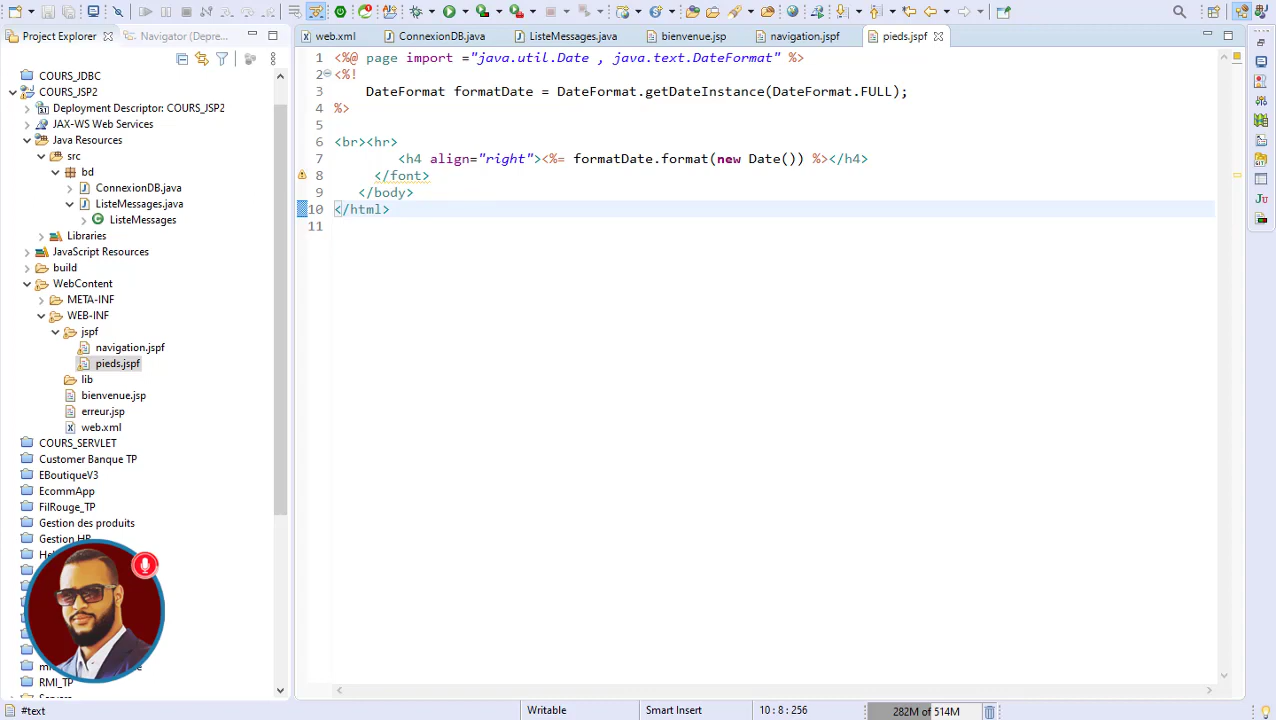 Project Explorer
Navigator (Depre...
web.xml
ConnexionDB.java
ListeMessages.java
bienvenue.jsp
navigation.jspf
pieds.jspf
COURS_JDBC
COURS_JSP2
Deployment Descriptor: COURS_JSP2
JAX-WS Web Services
Java Resources
src
bd
ConnexionDB.java
ListeMessages.java
ListeMessages
Libraries
JavaScript Resources
build
WebContent
META-INF
WEB-INF
jspf
navigation.jspf
pieds.jspf
lib
bienvenue.jsp
erreur.jsp
web.xml
COURS_SERVLET
Customer Banque TP
EBoutiqueV3
EcommApp
FilRouge_TP
Gestion des produits
Gestion HR
RMI_TP
1 <%@ page import ="java.util.Date , java.text.DateFormat" %>
2 <%!
3 DateFormat formatDate = DateFormat.getDateInstance(DateFormat.FULL);
4 %>
5
6 <br><hr>
7 <h4 align="right"><%= formatDate.format(new Date()) %></h4>
8 </font>
9 </body>
10 </html>
11
#text
Writable
Smart Insert
10 : 8 : 256
282M of 514M